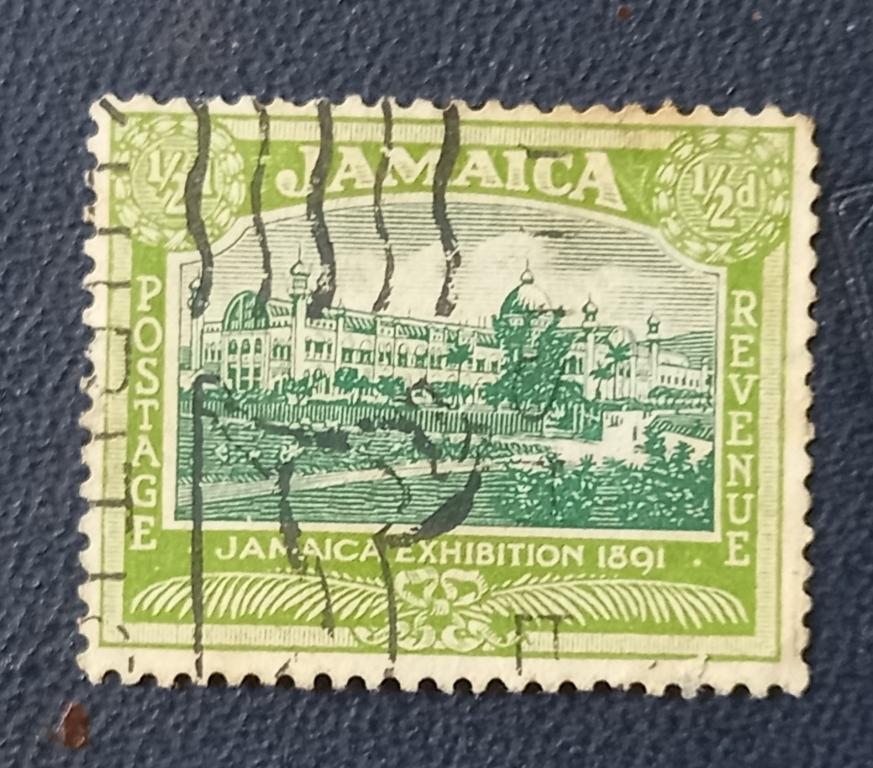 JAMAICA
½d
½d
POSTAGE
REVENUE
JAMAICA EXHIBITION 1891